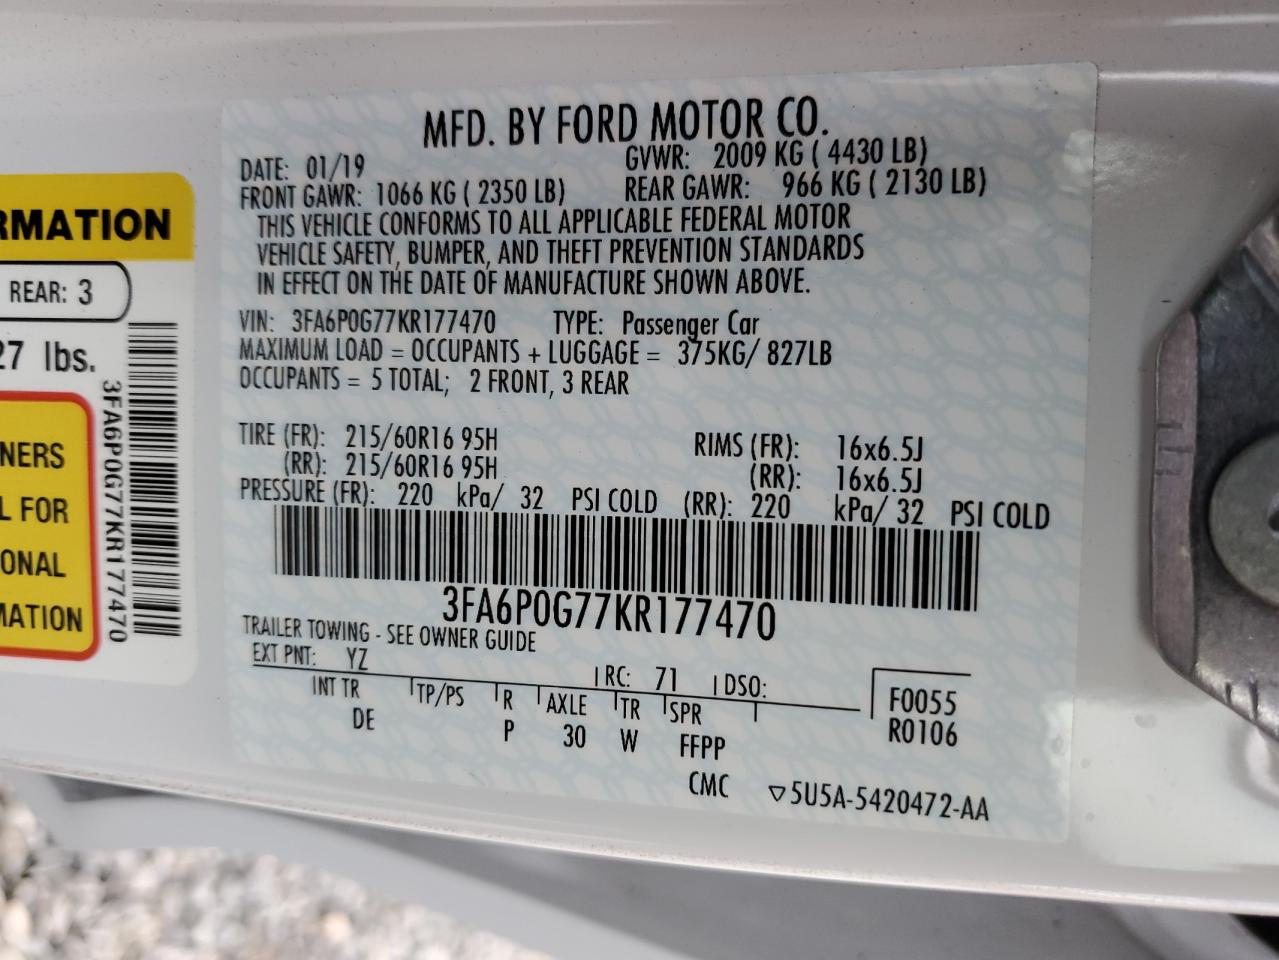 MFD. BY FORD MOTOR CO.
DATE: 01/19 GVWR: 2009 KG ( 4430 LB)
FRONT GAWR: 1066 KG ( 2350 LB) REAR GAWR: 966 KG ( 2130 LB)
THIS VEHICLE CONFORMS TO ALL APPLICABLE FEDERAL MOTOR
VEHICLE SAFETY, BUMPER, AND THEFT PREVENTION STANDARDS
IN EFFECT ON THE DATE OF MANUFACTURE SHOWN ABOVE.
VIN: 3FA6P0G77KR177470 TYPE: Passenger Car
MAXIMUM LOAD = OCCUPANTS + LUGGAGE = 375KG/ 827LB
OCCUPANTS = 5 TOTAL; 2 FRONT, 3 REAR
TIRE (FR): 215/60R16 95H RIMS (FR): 16x6.5J
(RR): 215/60R16 95H (RR): 16x6.5J
PRESSURE (FR): 220 kPa/ 32 PSI COLD (RR): 220 kPa/ 32 PSI COLD
3FA6P0G77KR177470
TRAILER TOWING - SEE OWNER GUIDE
EXT PNT: YZ RC: 71 DSO:
INT TR TP/PS R AXLE TR SPR F0055
DE P 30 W FFPP R0106
CMC ▽5U5A-5420472-AA
RMATION
REAR: 3
27 lbs.
3FA6P0G77KR177470
NERS
L FOR
ONAL
MATION